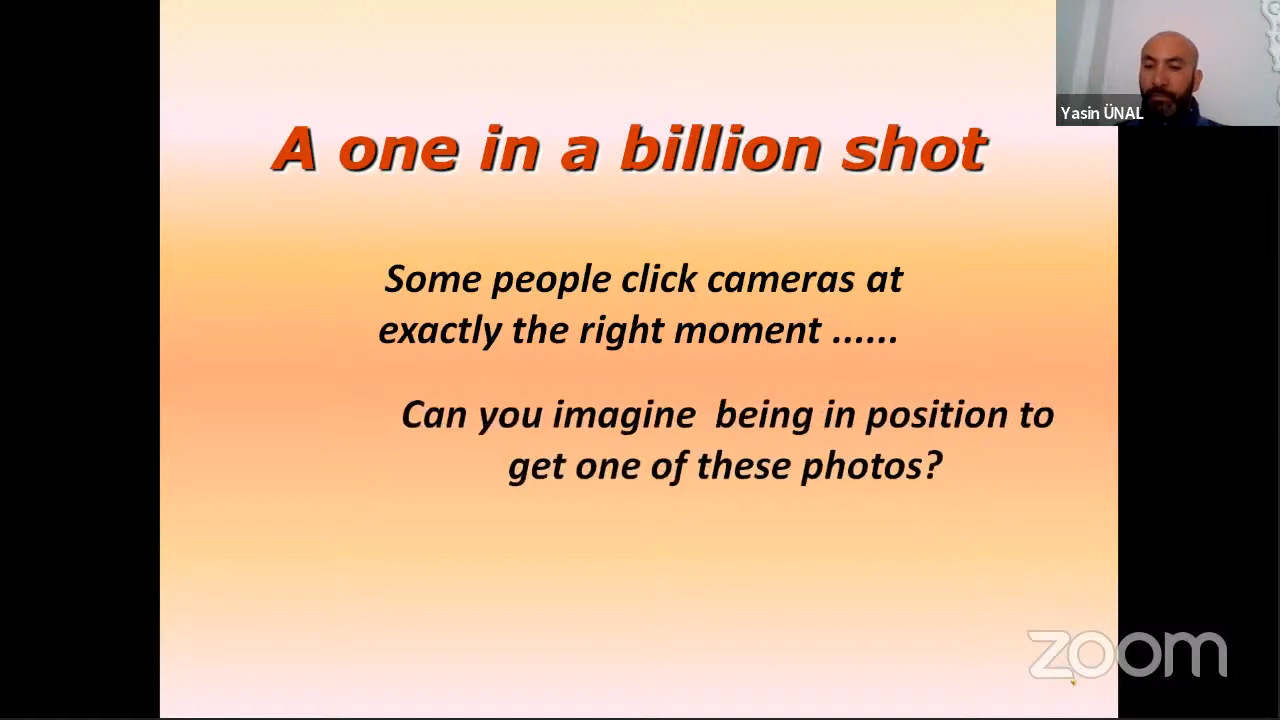 A one in a billion shot
Some people click cameras at
exactly the right moment ......
Can you imagine  being in position to
get one of these photos?
Yasin ÜNAL
zoom